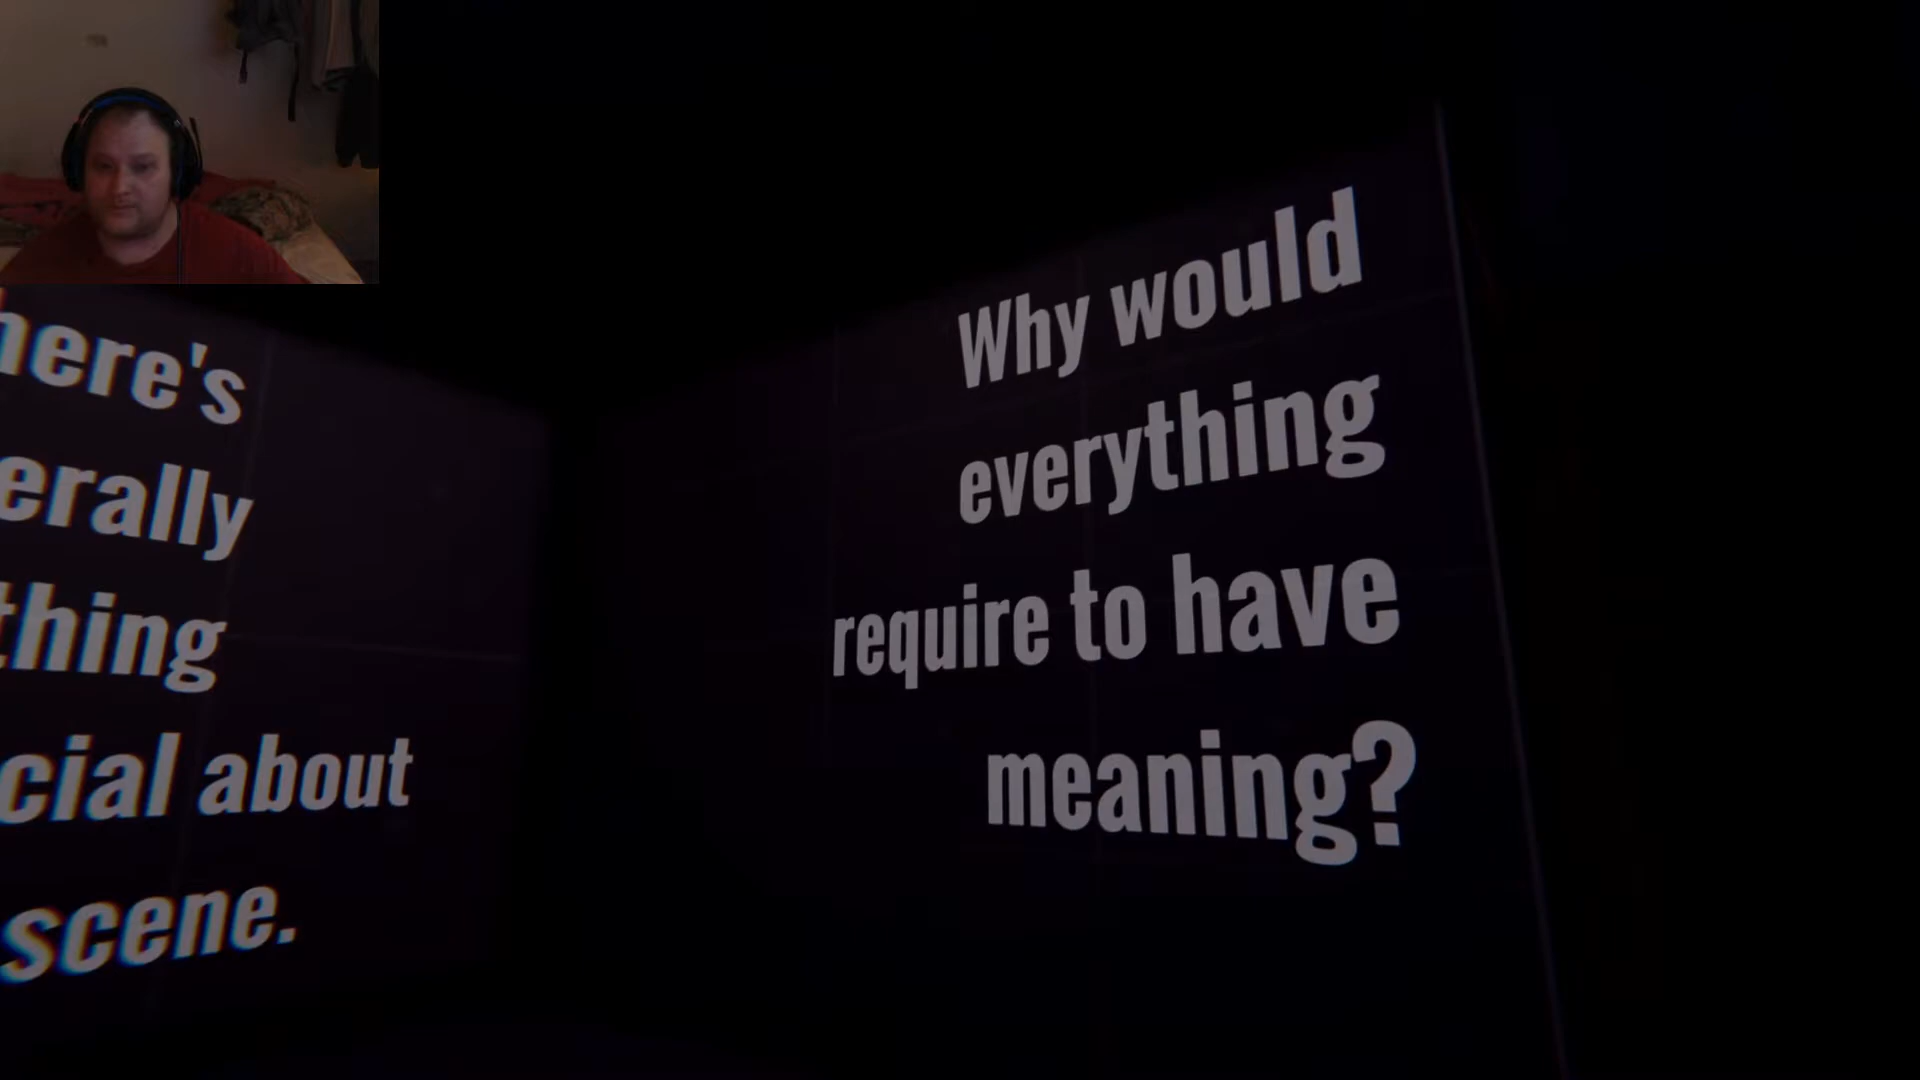 here's
erally
thing
cial about
scene.
Why would
everything
require to have
meaning?